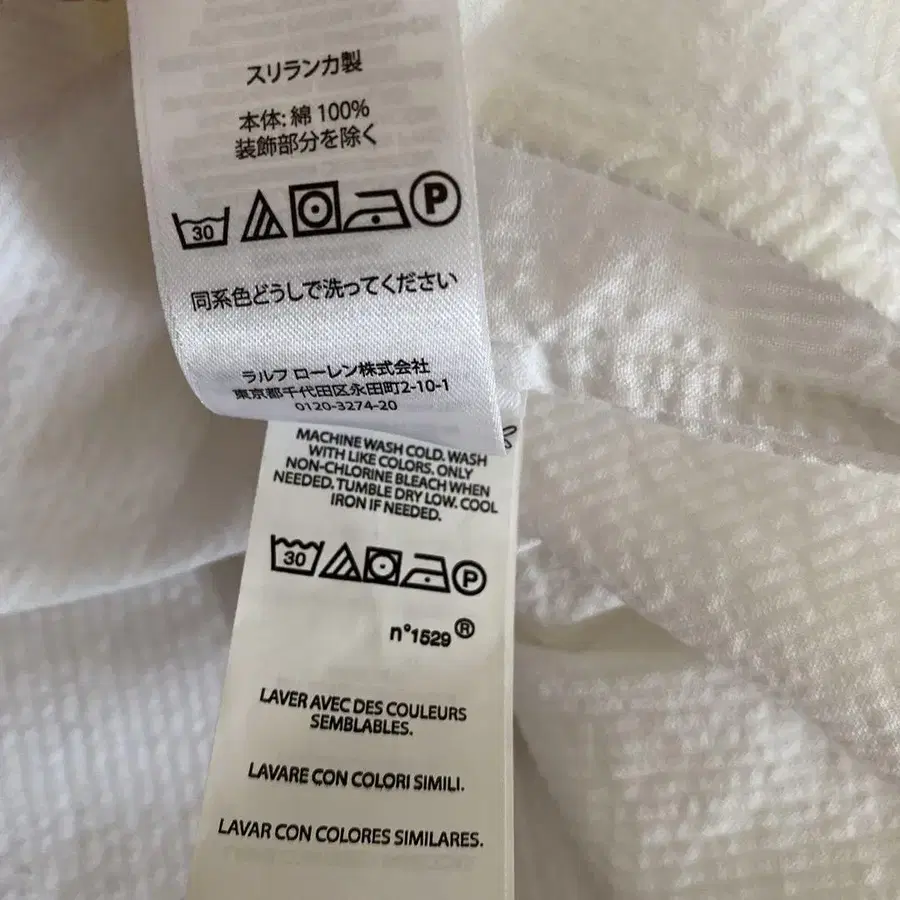 スリランカ製
本体: 綿 100%
装飾部分を除く
30
P
同系色どうしで洗ってください
ラルフ ローレン株式会社
東京都千代田区永田町2-10-1
0120-3274-20
MACHINE WASH COLD. WASH
WITH LIKE COLORS. ONLY
NON-CHLORINE BLEACH WHEN
NEEDED. TUMBLE DRY LOW. COOL
IRON IF NEEDED.
30
P
n°1529®
LAVER AVEC DES COULEURS
SEMBLABLES.
LAVARE CON COLORI SIMILI.
LAVAR CON COLORES SIMILARES.